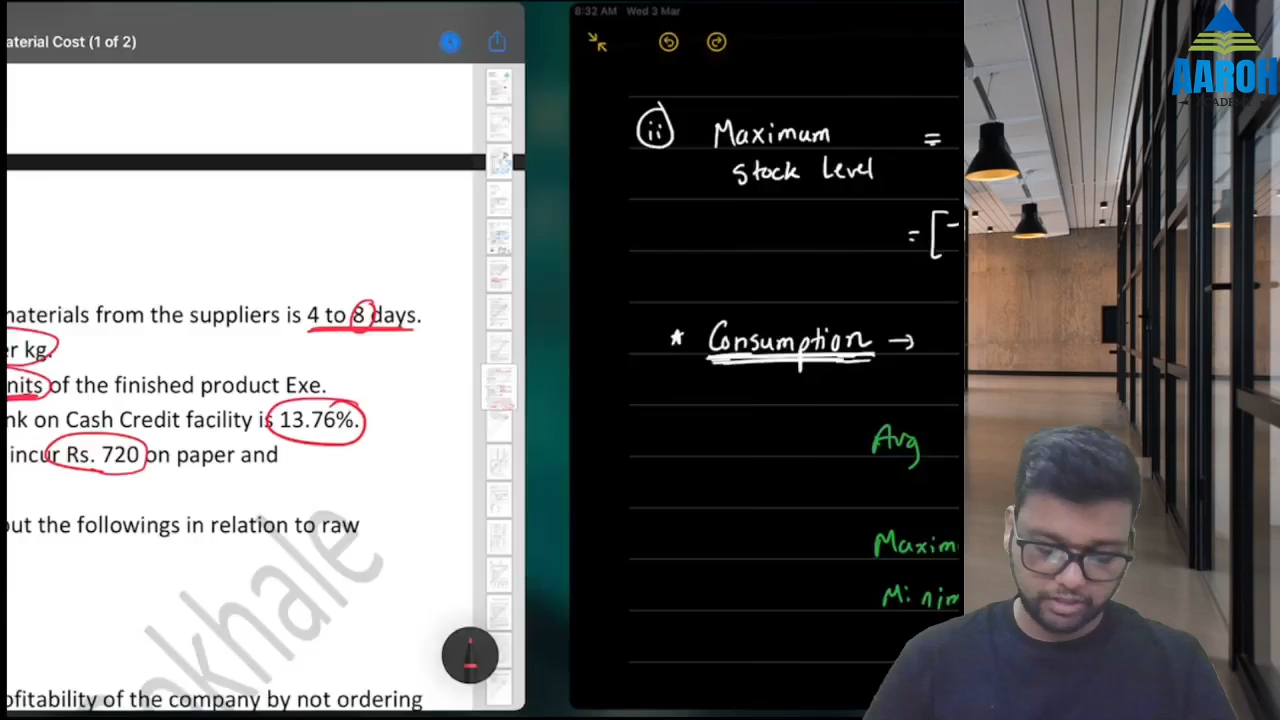 aterial Cost (1 of 2)
naterials from the suppliers is 4 to 8 days.
er kg.
nits of the finished product Exe.
nk on Cash Credit facility is 13.76%.
incur Rs. 720 on paper and
out the followings in relation to raw
okhale
ofitability of the company by not ordering
8:32 AM Wed 3 Mar
ii Maximum =
stock Level
= [-
* Consumption →
Avg
Maxim
Minim
AAROH
ACADEMY